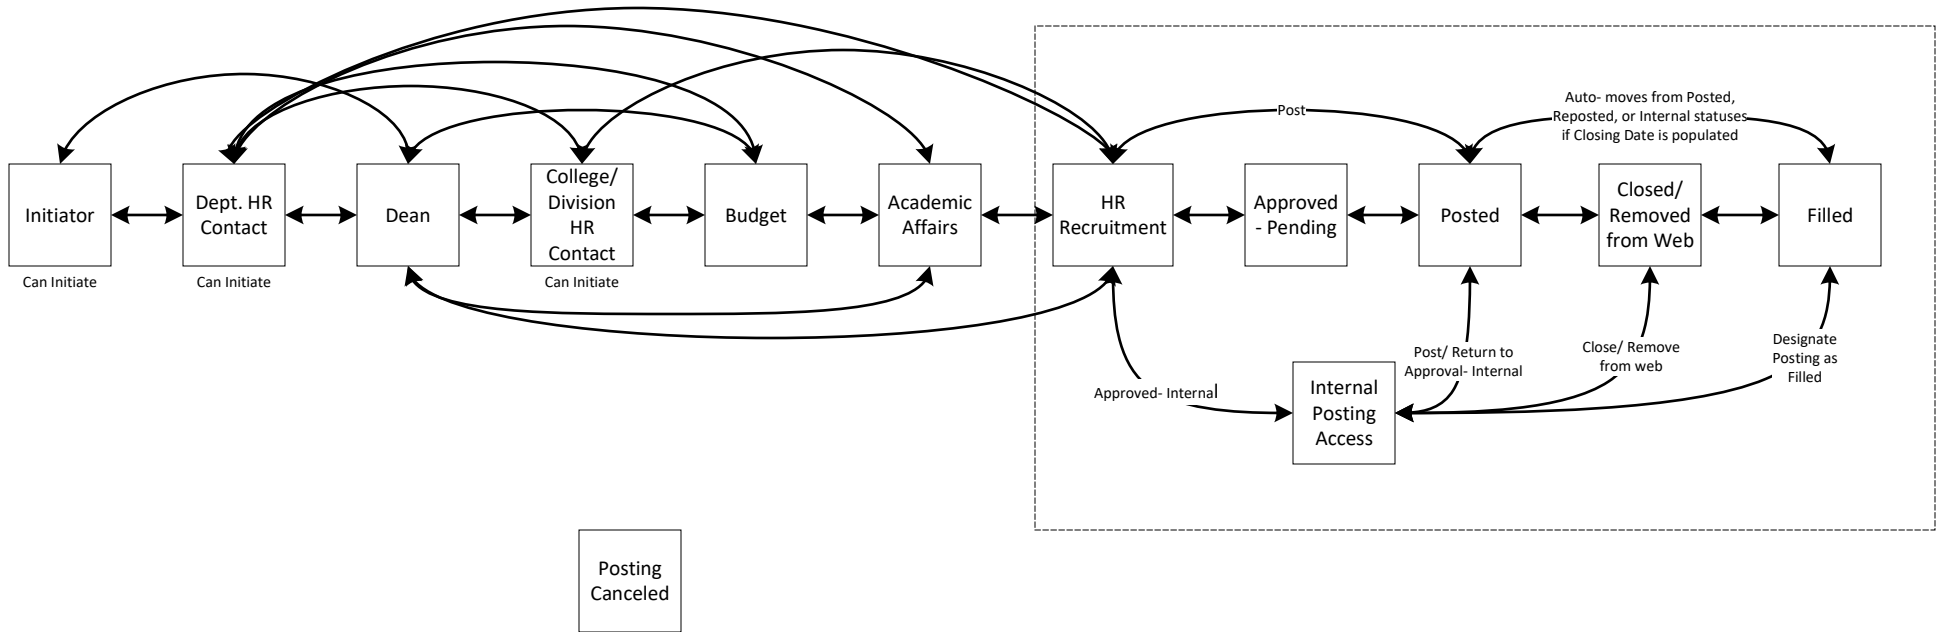 Post
Auto- moves from Posted,
Reposted, or Internal statuses
if Closing Date is populated
Initiator
Dept. HR
Contact
Dean
College/
Division
HR
Contact
Budget
Academic
Affairs
HR
Recruitment
Approved
- Pending
Posted
Closed/
Removed
from Web
Filled
Can Initiate
Can Initiate
Can Initiate
Approved- Internal
Internal
Posting
Access
Post/ Return to
Approval- Internal
Close/ Remove
from web
Designate
Posting as
Filled
Posting
Canceled